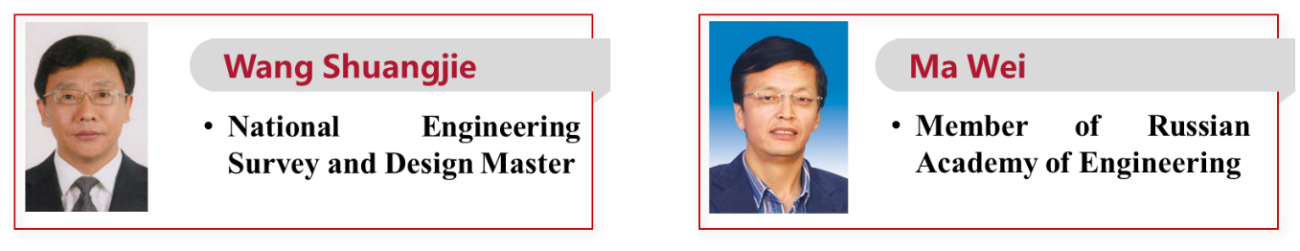 Wang Shuangjie
• National Engineering
Survey and Design Master
Ma Wei
• Member of Russian
Academy of Engineering